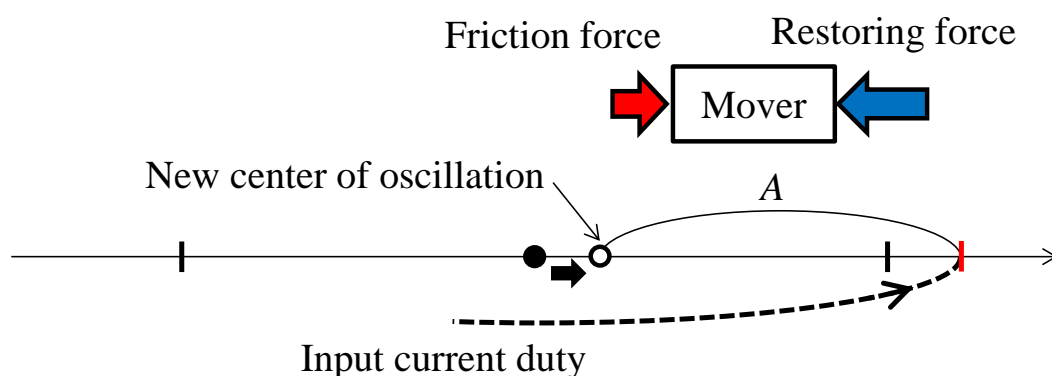 Friction force
Restoring force
Mover
New center of oscillation
A
Input current duty